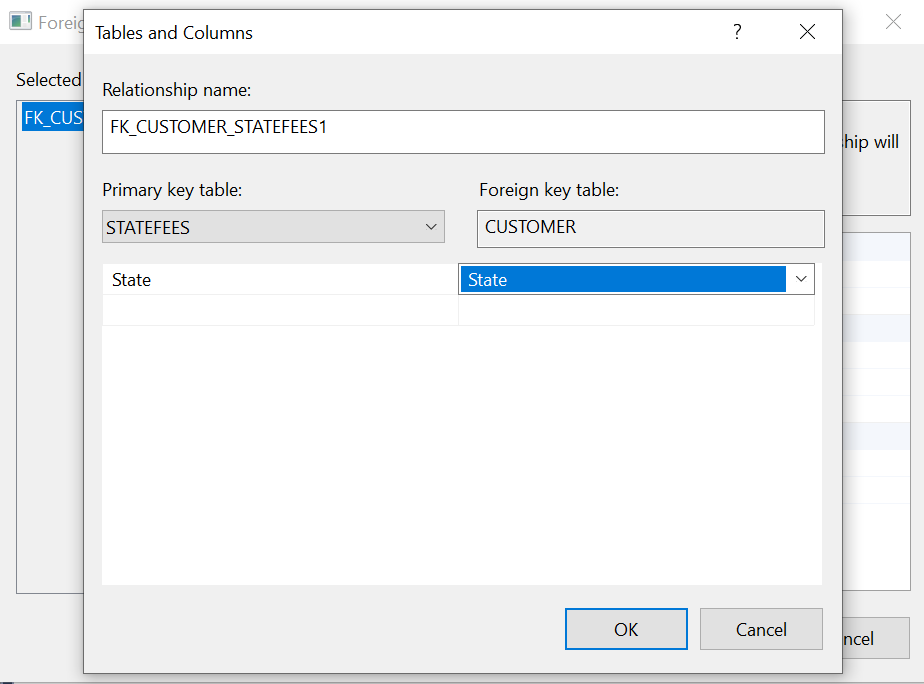 Foreig
Tables and Columns
?
Selected
Relationship name:
FK_CUS
FK_CUSTOMER_STATEFEES1
ship will
Primary key table:
Foreign key table:
STATEFEES
CUSTOMER
State
State
OK
Cancel
ncel